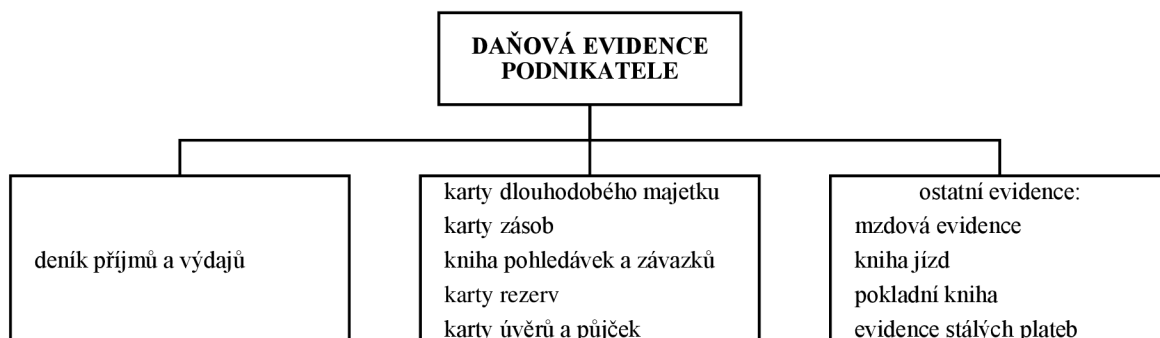 DAŇOVÁ EVIDENCE
PODNIKATELE
deník příjmů a výdajů
karty dlouhodobého majetku
karty zásob
kniha pohledávek a závazků
karty rezerv
karty úvěrů a půjček
ostatní evidence:
mzdová evidence
kniha jízd
pokladní kniha
evidence stálých plateb